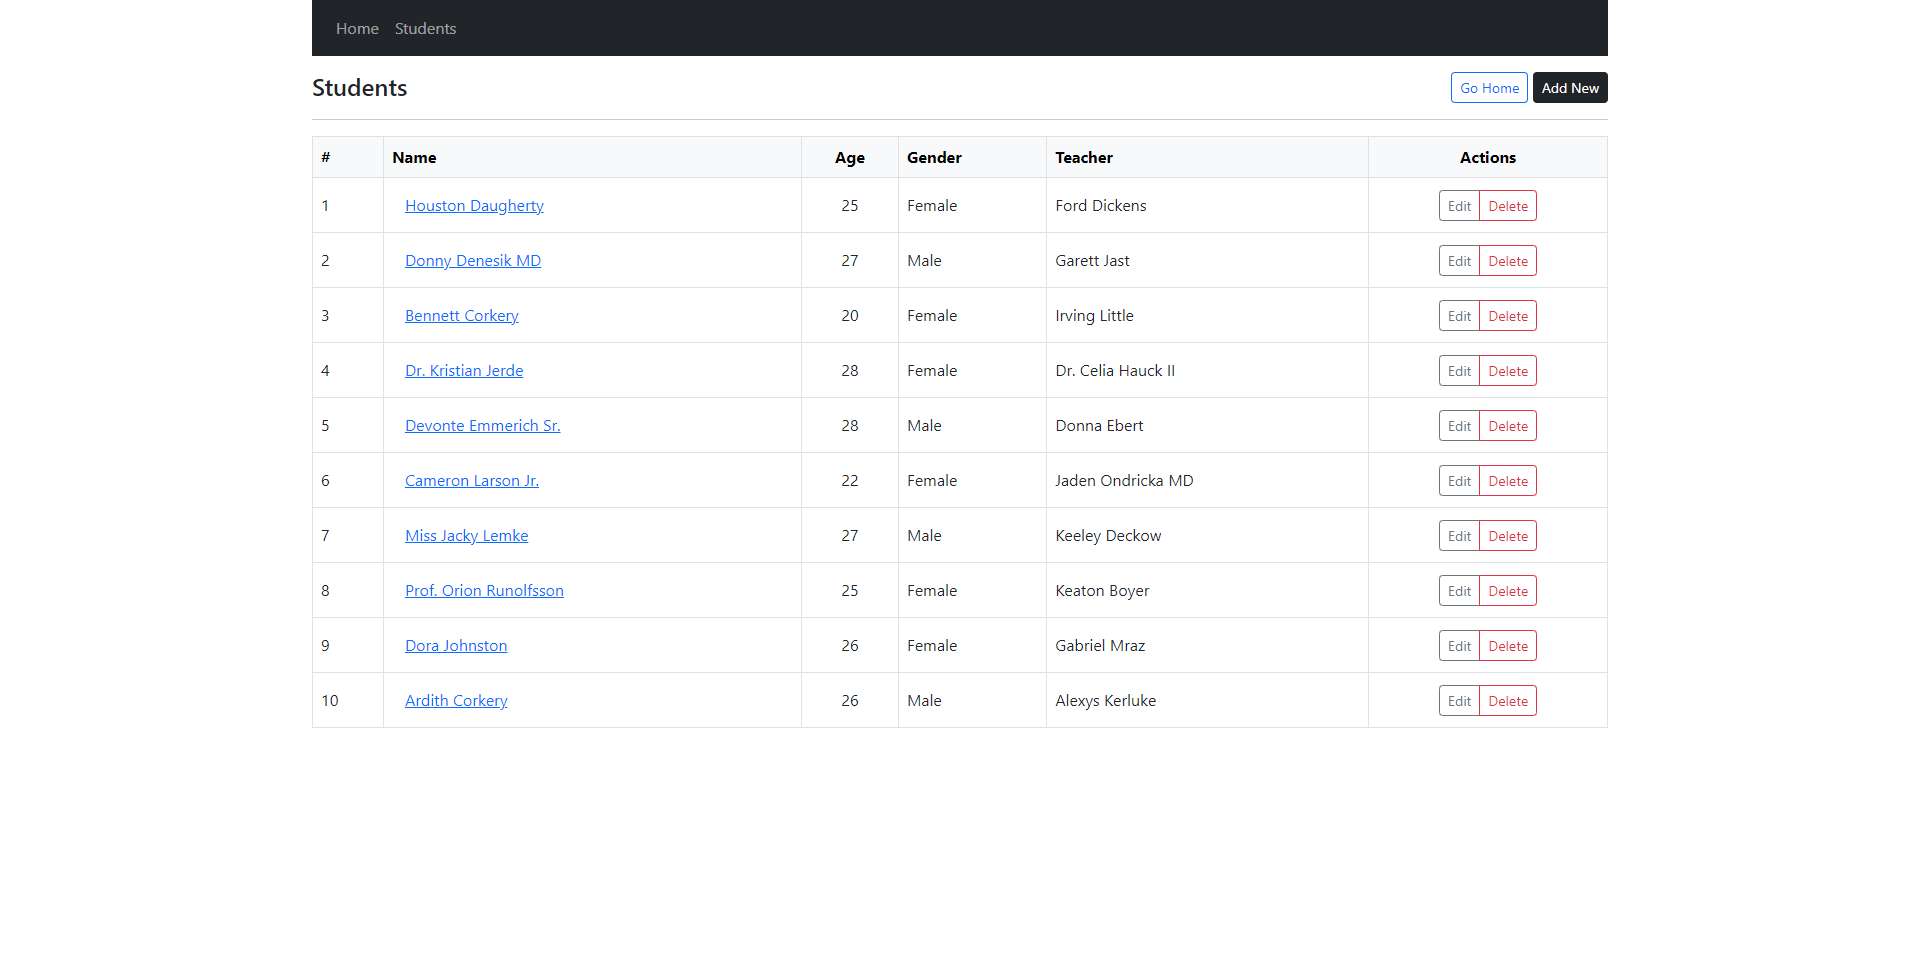 Home Students
Students Go Home Add New
# Name Age Gender Teacher Actions
1 Houston Daugherty 25 Female Ford Dickens Edit Delete
2 Donny Denesik MD 27 Male Garett Jast Edit Delete
3 Bennett Corkery 20 Female Irving Little Edit Delete
4 Dr. Kristian Jerde 28 Female Dr. Celia Hauck II Edit Delete
5 Devonte Emmerich Sr. 28 Male Donna Ebert Edit Delete
6 Cameron Larson Jr. 22 Female Jaden Ondricka MD Edit Delete
7 Miss Jacky Lemke 27 Male Keeley Deckow Edit Delete
8 Prof. Orion Runolfsson 25 Female Keaton Boyer Edit Delete
9 Dora Johnston 26 Female Gabriel Mraz Edit Delete
10 Ardith Corkery 26 Male Alexys Kerluke Edit Delete